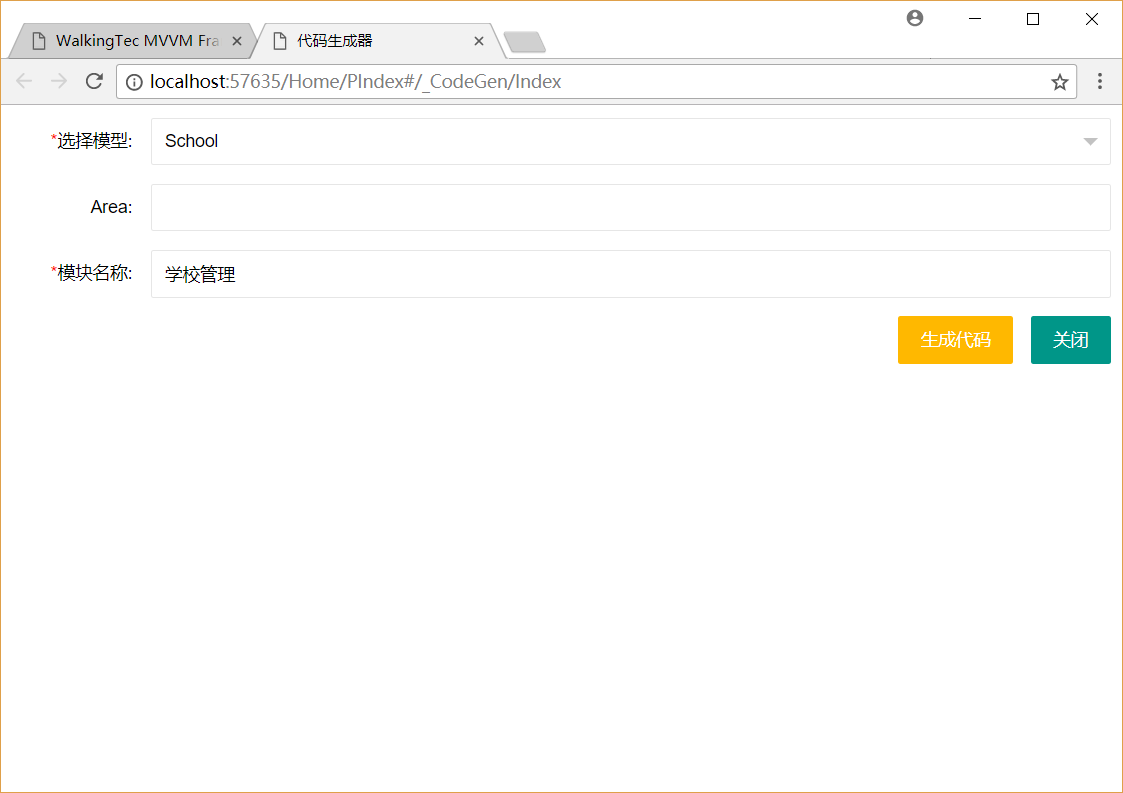 WalkingTec MVVM Fra
代码生成器
localhost:57635/Home/PIndex#/_CodeGen/Index
*选择模型: School
Area:
*模块名称: 学校管理
生成代码 关闭